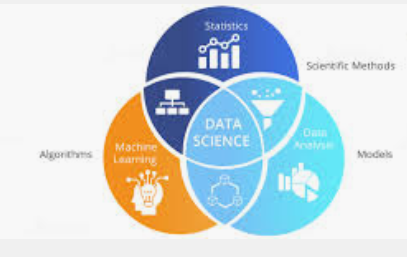 Statistics
Scientific Methods
DATA
SCIENCE
Machine
Learning
Data
Analysis
Algorithms
Models